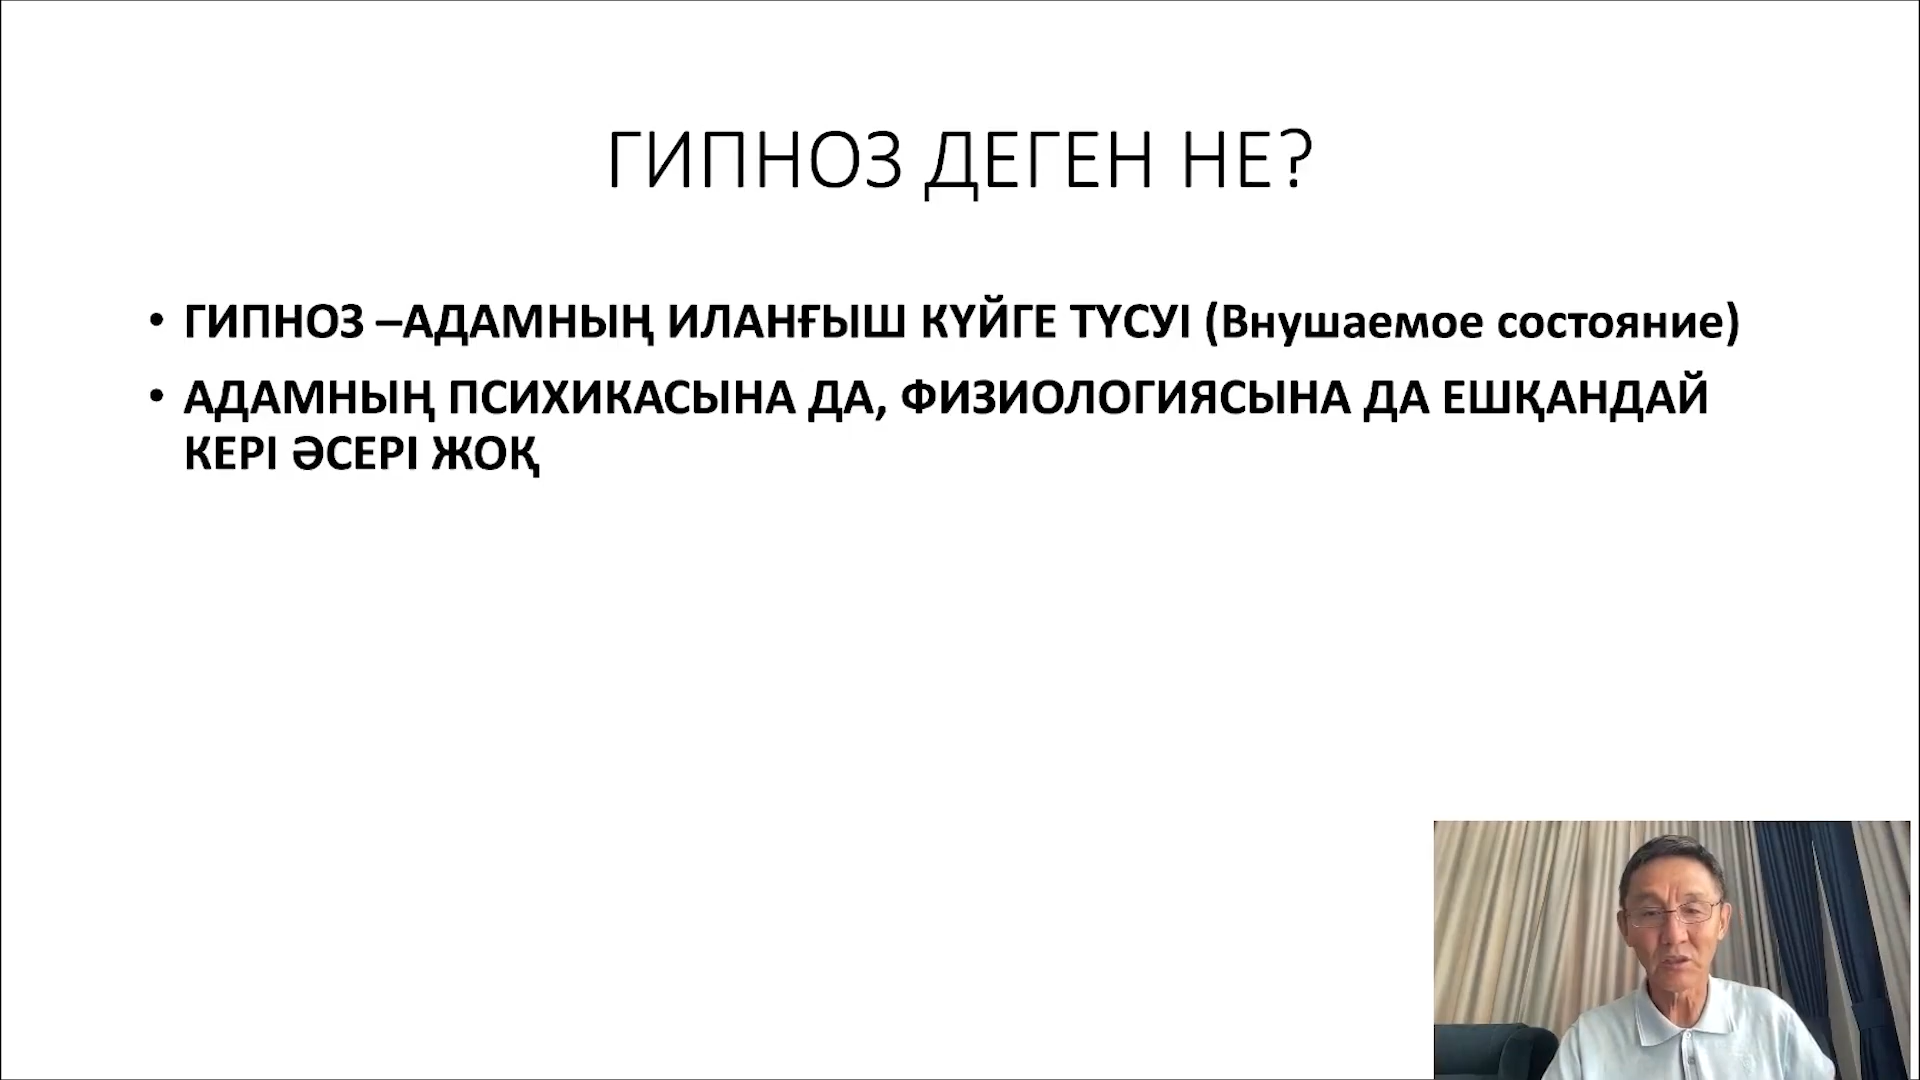 ГИПНОЗ ДЕГЕН НЕ?
• ГИПНОЗ –АДАМНЫҢ ИЛАНҒЫШ КҮЙГЕ ТҮСУІ (Внушаемое состояние)
• АДАМНЫҢ ПСИХИКАСЫНА ДА, ФИЗИОЛОГИЯСЫНА ДА ЕШҚАНДАЙ
КЕРІ ӘСЕРІ ЖОҚ